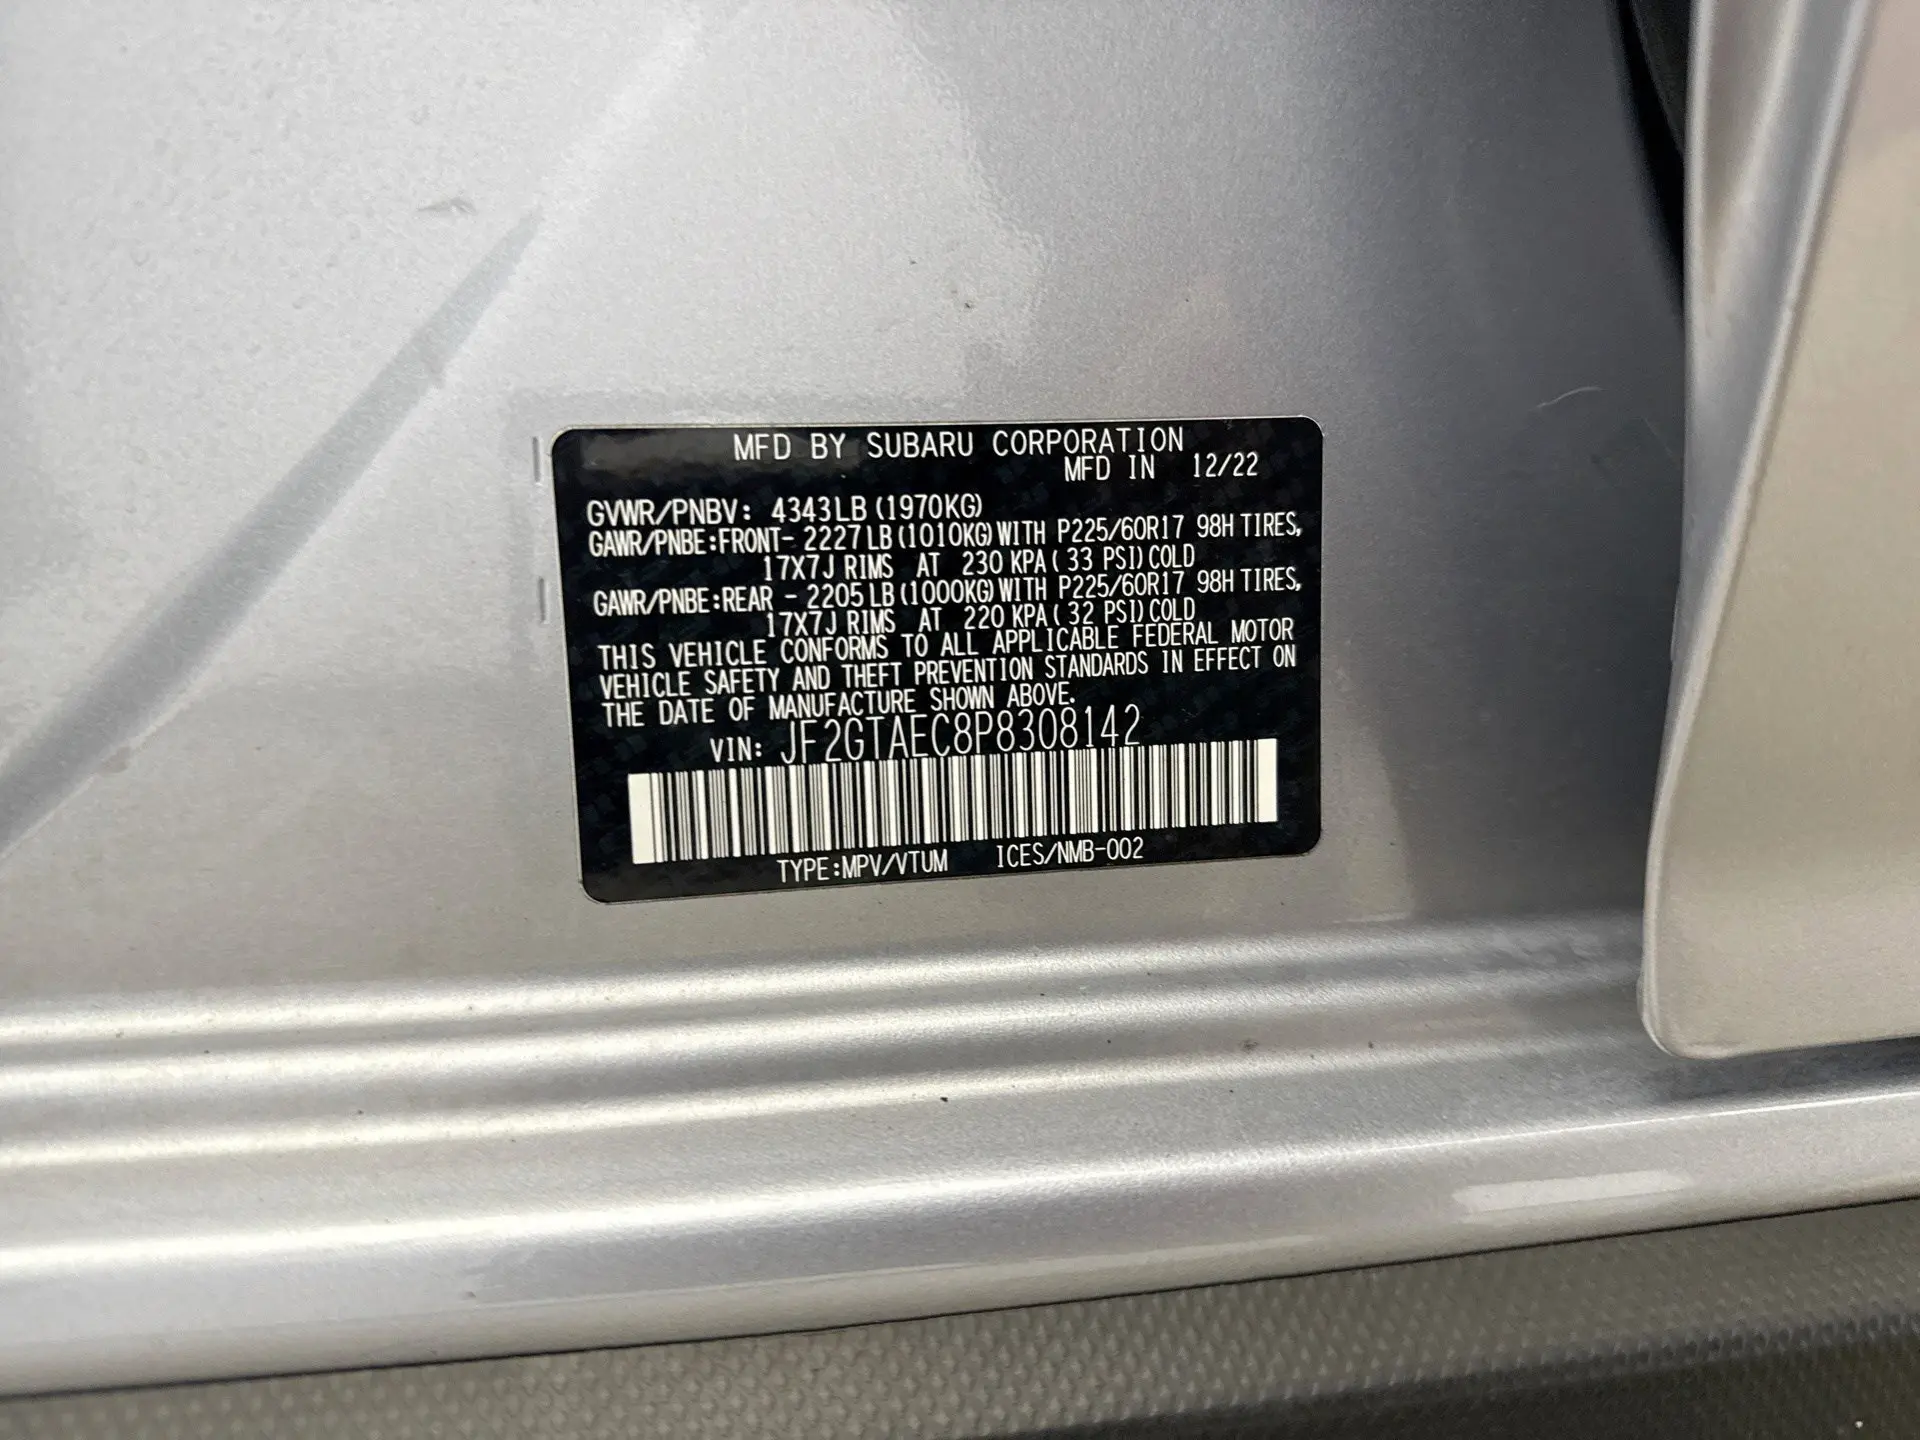 MFD BY SUBARU CORPORATION
MFD IN 12/22
GVWR/PNBV: 4343LB (1970KG)
GAWR/PNBE:FRONT- 2227LB(1010KG)WITH P225/60R17 98H TIRES,
17X7J RIMS AT 230 KPA( 33 PSI)COLD
GAWR/PNBE:REAR - 2205LB(1000KG)WITH P225/60R17 98H TIRES,
17X7J RIMS AT 220 KPA( 32 PSI)COLD
THIS VEHICLE CONFORMS TO ALL APPLICABLE FEDERAL MOTOR
VEHICLE SAFETY AND THEFT PREVENTION STANDARDS IN EFFECT ON
THE DATE OF MANUFACTURE SHOWN ABOVE.
VIN: JF2GTAEC8P8308142
TYPE:MPV/VTUM ICES/NMB-002